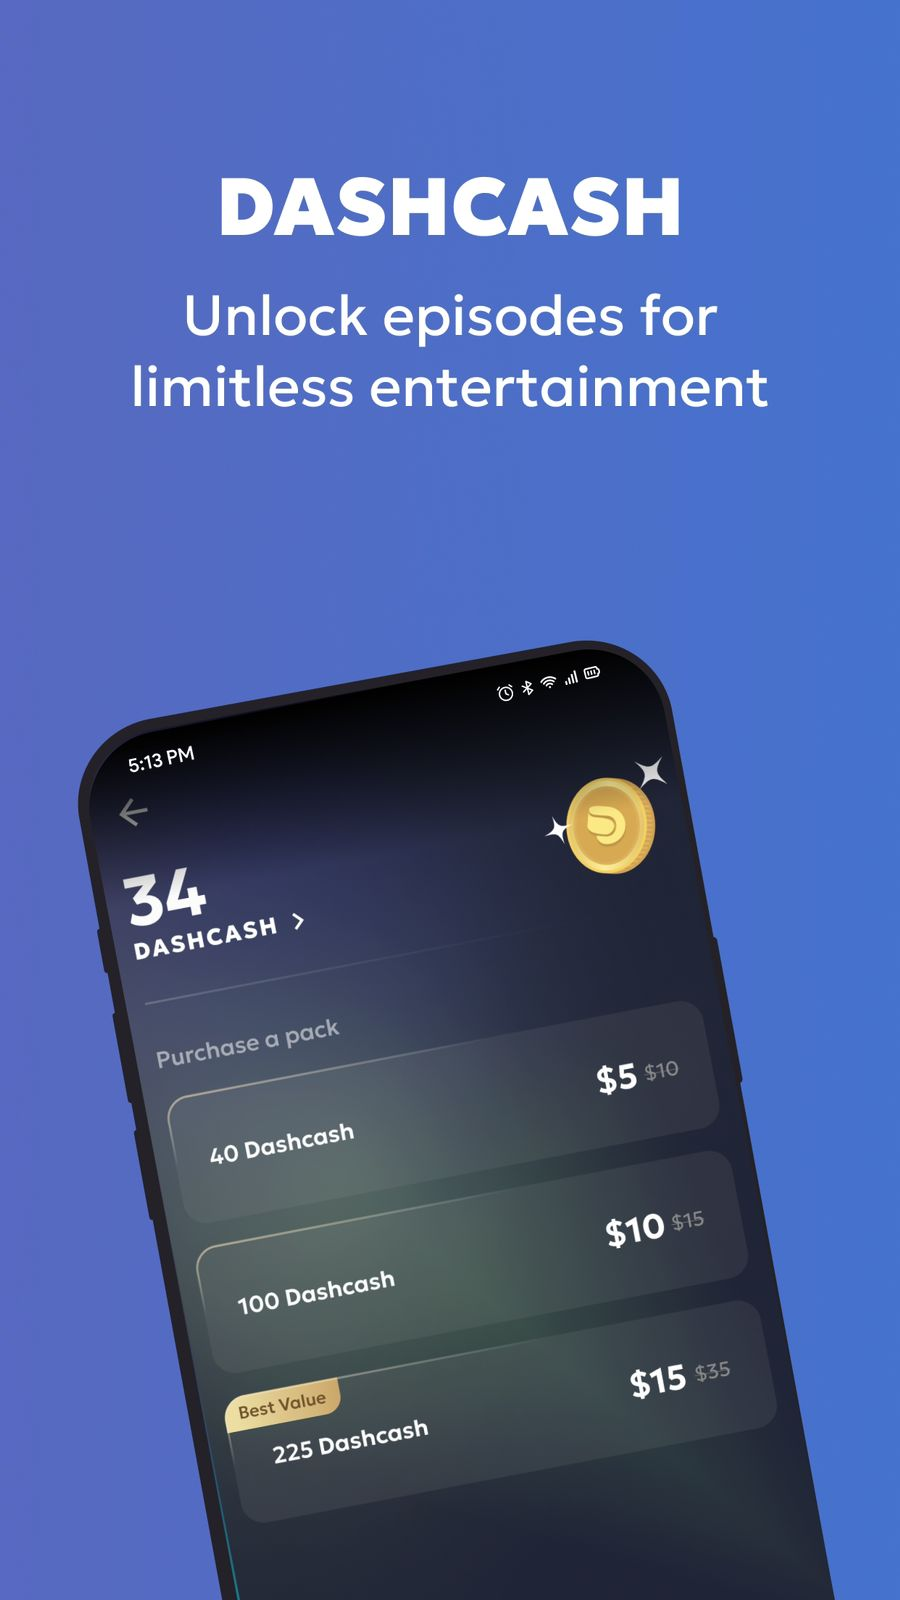 DASHCASH
Unlock episodes for
limitless entertainment
5:13 PM
34
DASHCASH
Purchase a pack
40 Dashcash
$5 $10
100 Dashcash
$10 $15
Best Value
225 Dashcash
$15 $35